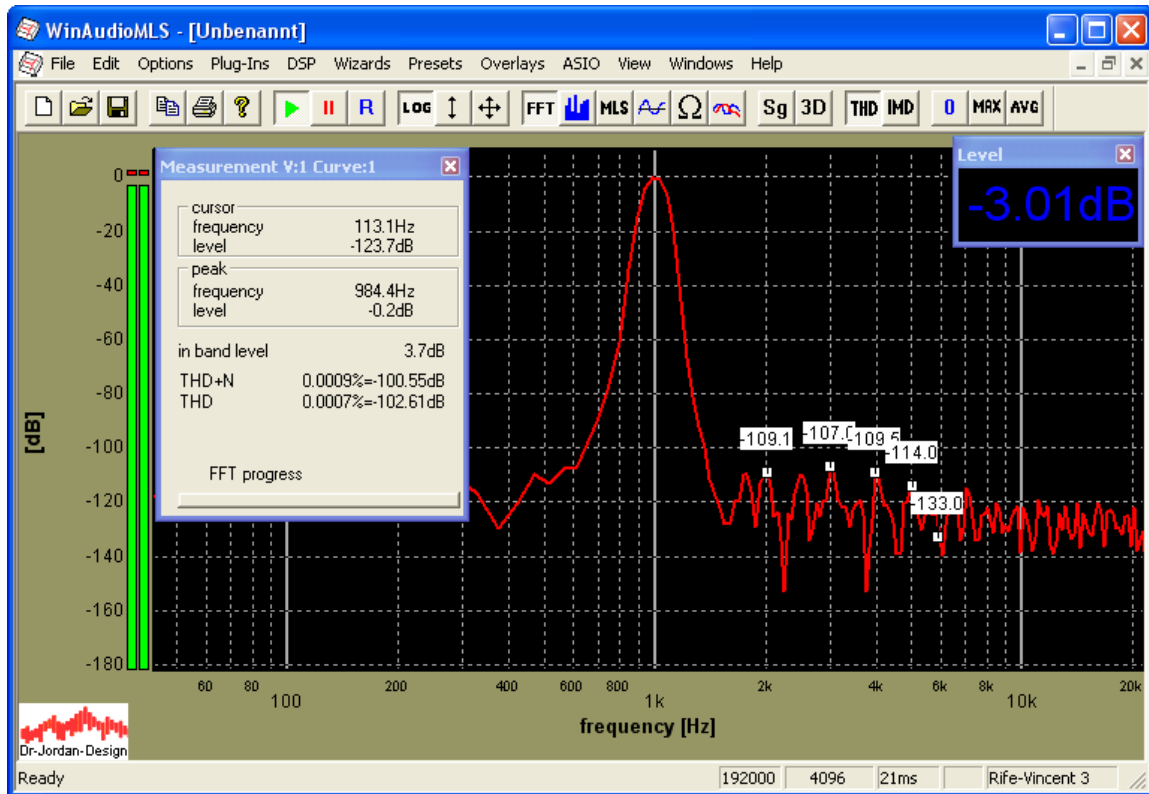 WinAudioMLS - [Unbenannt]
File Edit Options Plug-Ins DSP Wizards Presets Overlays ASIO View Windows Help
R LOG FFT MLS Ω Sg 3D THD IMD 0 MAX AVG
Measurement V:1 Curve:1
cursor
frequency 113.1Hz
level -123.7dB
peak
frequency 984.4Hz
level -0.2dB
in band level 3.7dB
THD+N 0.0009%=-100.55dB
THD 0.0007%=-102.61dB
FFT progress
Level
-3.01dB
[dB]
0
-20
-40
-60
-80
-100
-120
-140
-160
-180
-109.1
-107.0
-109.5
-114.0
-133.0
60 80 100 200 400 600 800 1k 2k 4k 6k 8k 10k 20k
frequency [Hz]
Dr-Jordan-Design
Ready 192000 4096 21ms Rife-Vincent 3